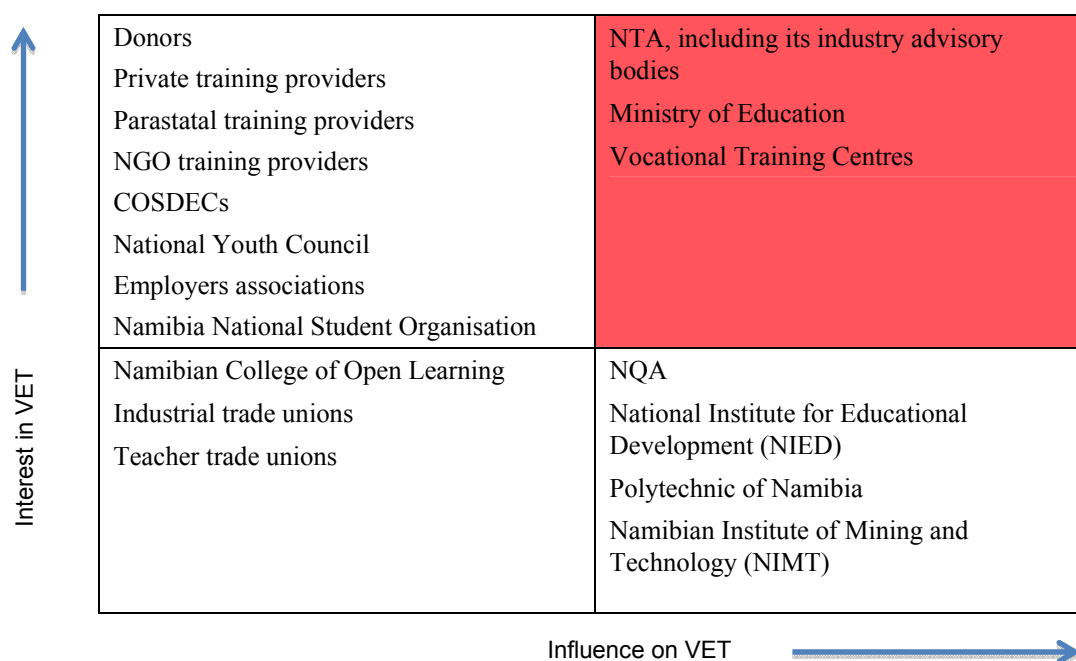 Donors
Private training providers
Parastatal training providers
NGO training providers
COSDECs
National Youth Council
Employers associations
Namibia National Student Organisation
NTA, including its industry advisory
bodies
Ministry of Education
Vocational Training Centres
Namibian College of Open Learning
Industrial trade unions
Teacher trade unions
NQA
National Institute for Educational
Development (NIED)
Polytechnic of Namibia
Namibian Institute of Mining and
Technology (NIMT)
Interest in VET
Influence on VET